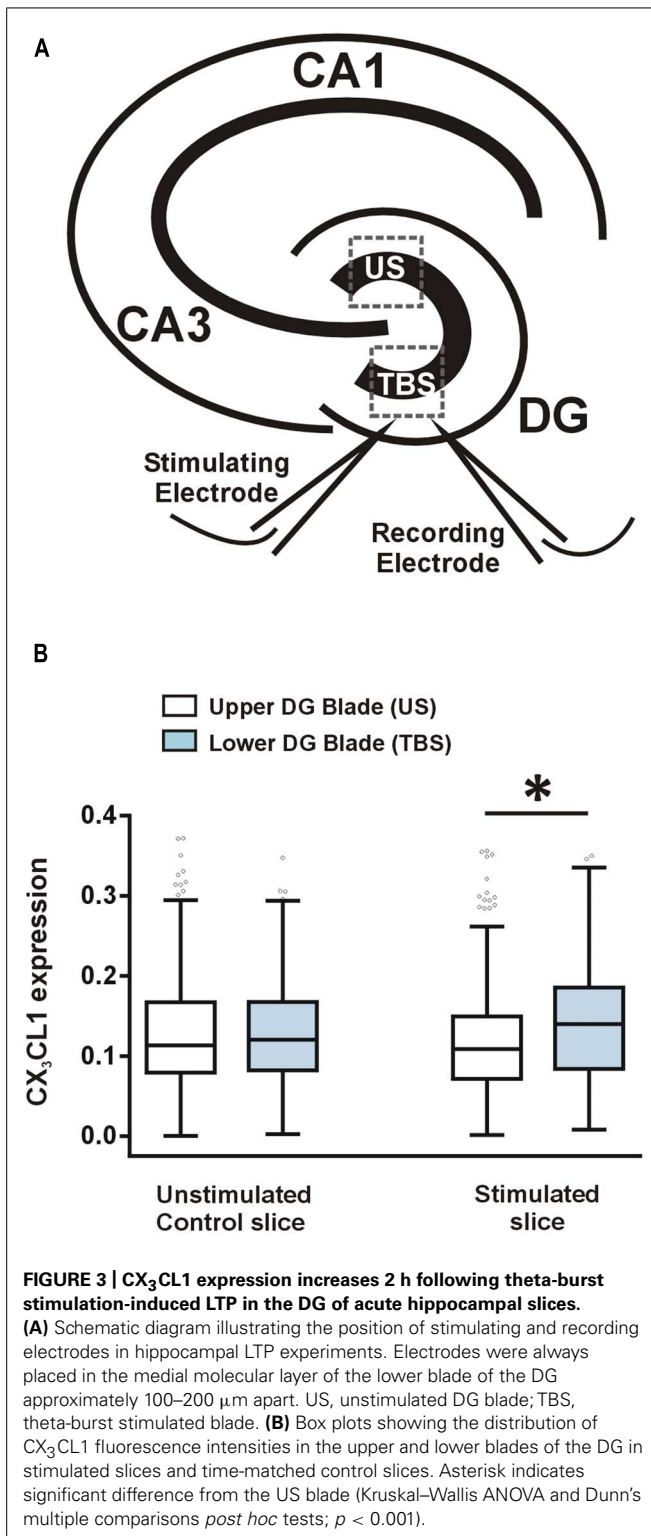 A
CA1
US
CA3
TBS
DG
Stimulating
Electrode
Recording
Electrode
B
Upper DG Blade (US)
Lower DG Blade (TBS)
*
0.4
0.3
0.2
0.1
0.0
CX₃CL1 expression
Unstimulated
Control slice
Stimulated
slice
FIGURE 3 | CX₃CL1 expression increases 2 h following theta-burst
stimulation-induced LTP in the DG of acute hippocampal slices.
(A) Schematic diagram illustrating the position of stimulating and recording
electrodes in hippocampal LTP experiments. Electrodes were always
placed in the medial molecular layer of the lower blade of the DG
approximately 100–200 μm apart. US, unstimulated DG blade; TBS,
theta-burst stimulated blade. (B) Box plots showing the distribution of
CX₃CL1 fluorescence intensities in the upper and lower blades of the DG in
stimulated slices and time-matched control slices. Asterisk indicates
significant difference from the US blade (Kruskal–Wallis ANOVA and Dunn's
multiple comparisons post hoc tests; p < 0.001).